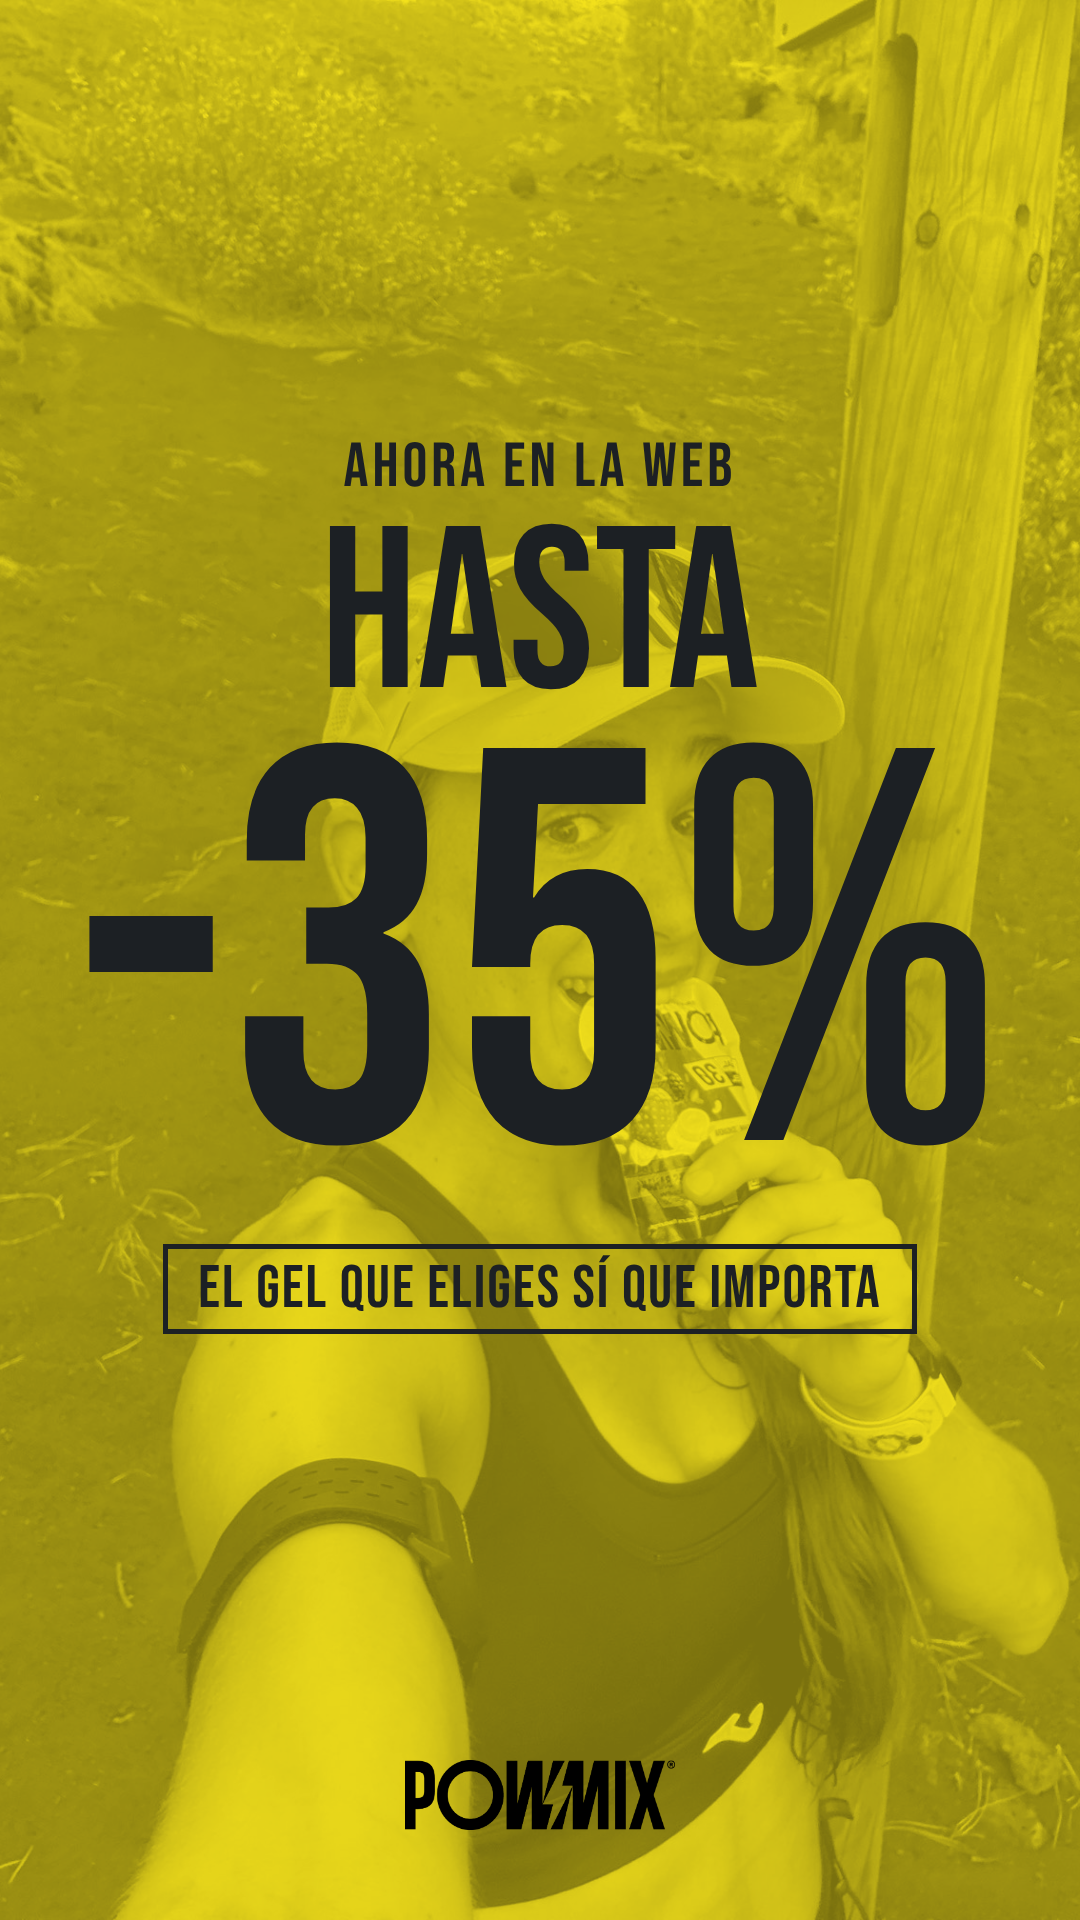 AHORA EN LA WEB
HASTA
-35%
EL GEL QUE ELIGES SÍ QUE IMPORTA
POWMIX®